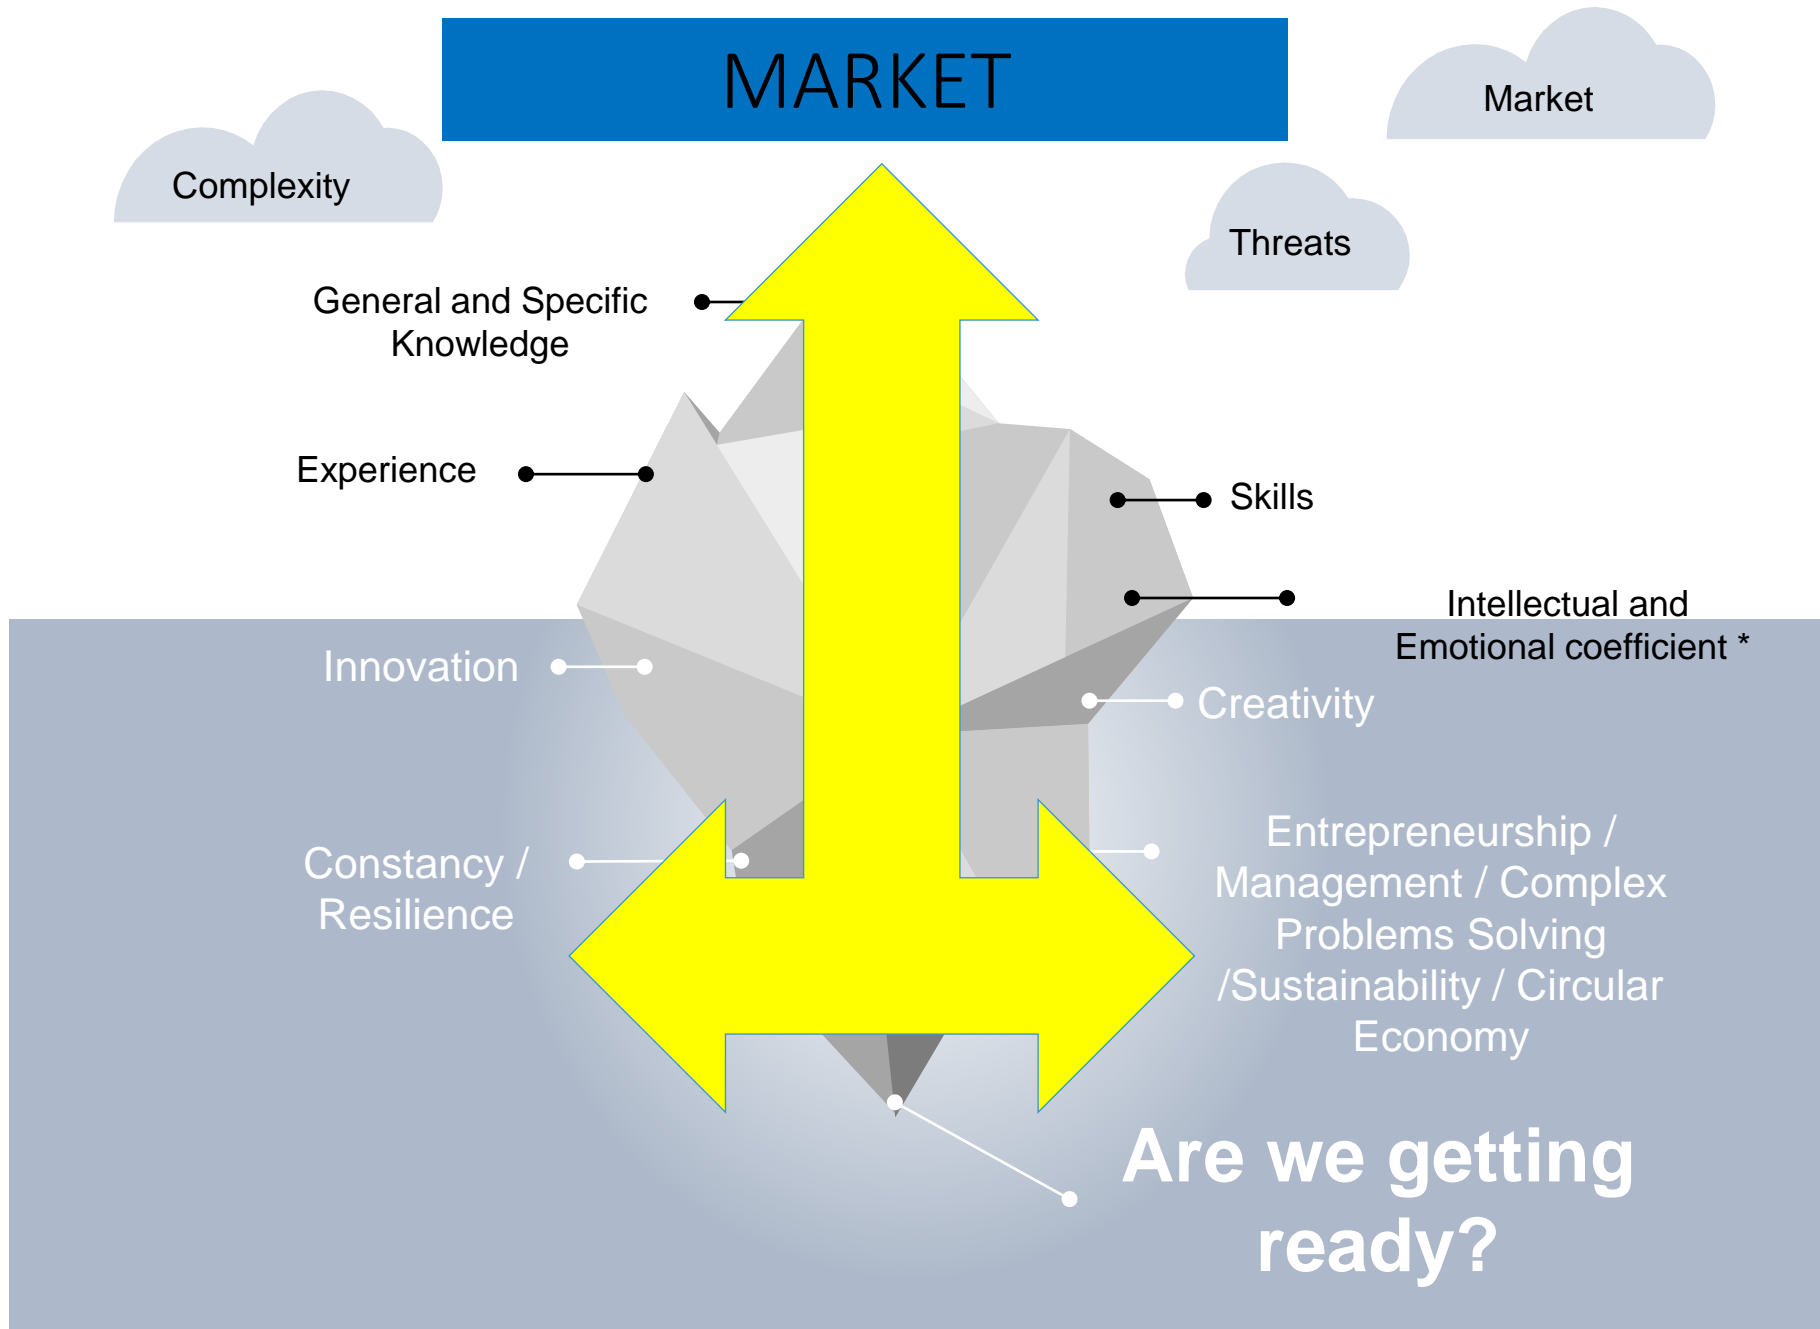 MARKET
Market
Complexity
Threats
General and Specific
Knowledge
Experience
Skills
Intellectual and
Emotional coefficient *
Innovation
Creativity
Constancy /
Resilience
Entrepreneurship /
Management / Complex
Problems Solving
/Sustainability / Circular
Economy
Are we getting
ready?